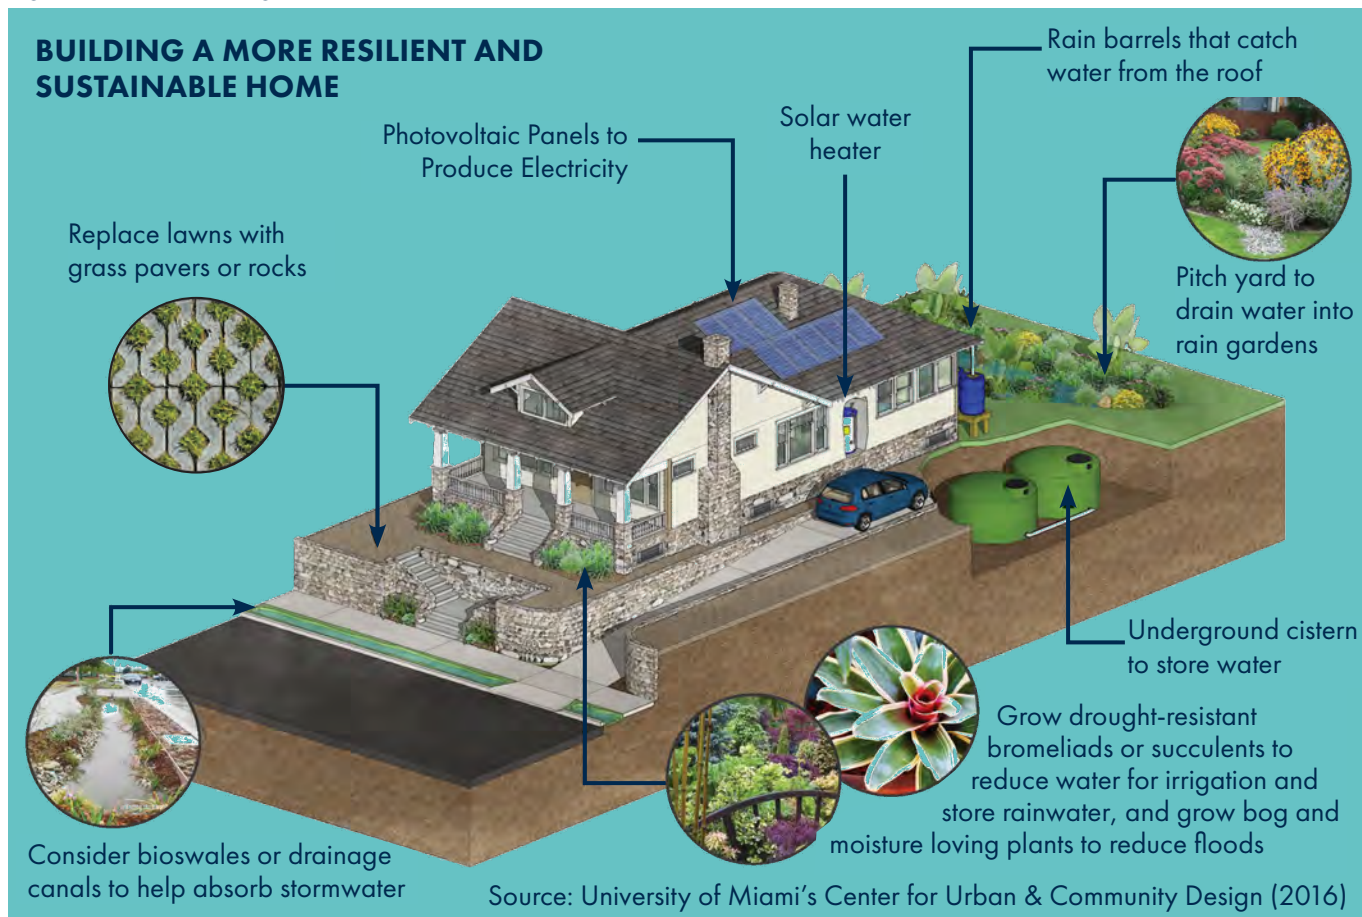 BUILDING A MORE RESILIENT AND
SUSTAINABLE HOME
Rain barrels that catch
water from the roof
Photovoltaic Panels to
Produce Electricity
Solar water
heater
Replace lawns with
grass pavers or rocks
Pitch yard to
drain water into
rain gardens
Underground cistern
to store water
Grow drought-resistant
bromeliads or succulents to
reduce water for irrigation and
store rainwater, and grow bog and
moisture loving plants to reduce floods
Consider bioswales or drainage
canals to help absorb stormwater
Source: University of Miami’s Center for Urban & Community Design (2016)